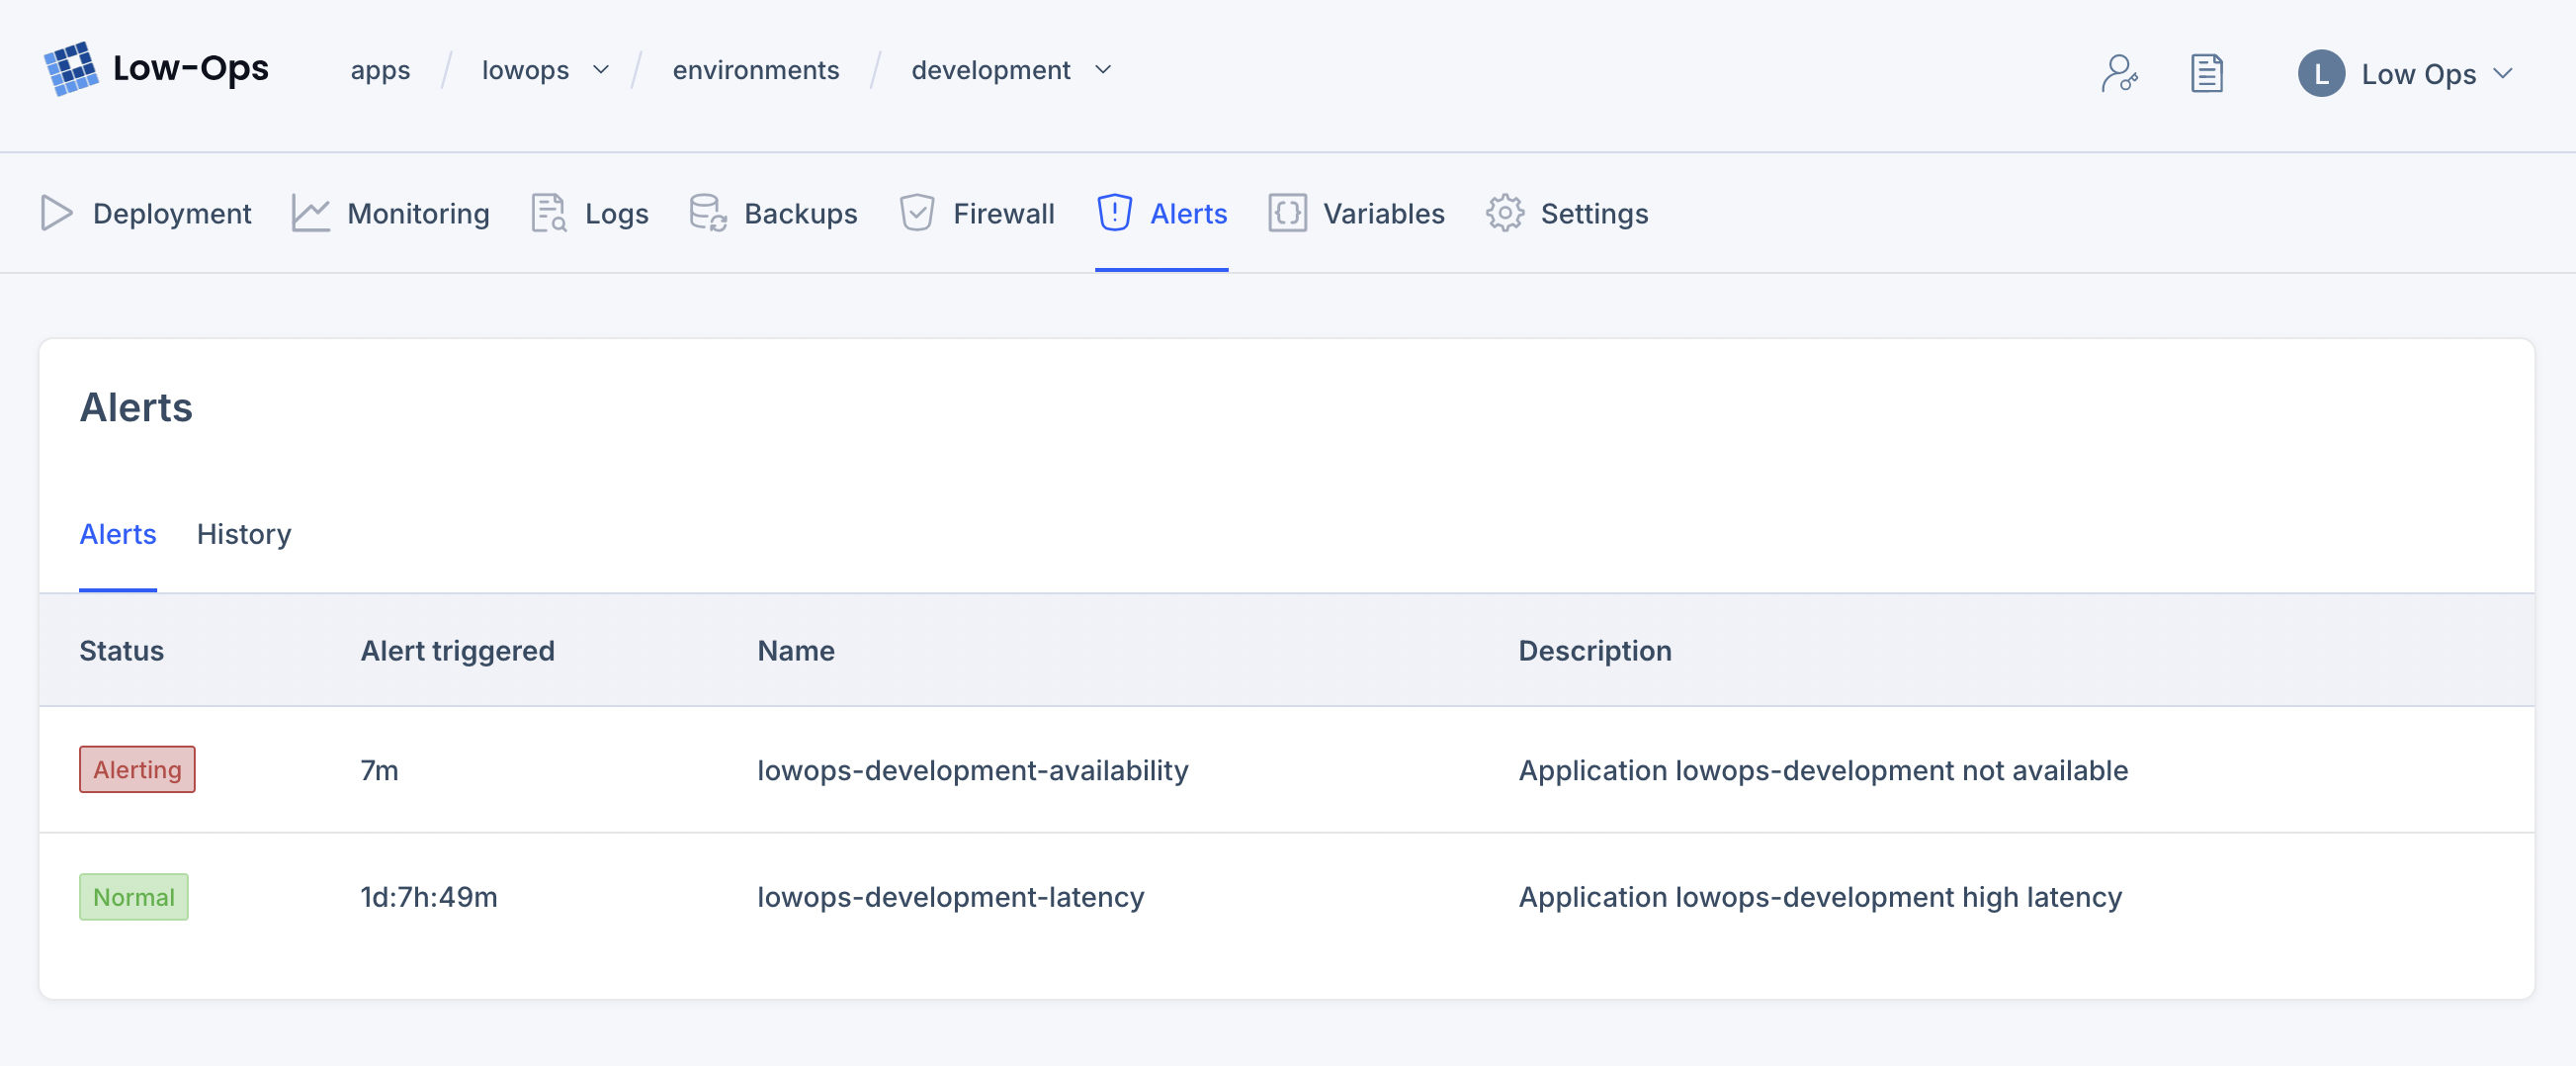 Low-Ops apps / lowops / environments / development L Low Ops
Deployment Monitoring Logs Backups Firewall Alerts Variables Settings
Alerts
Alerts History
Status Alert triggered Name Description
Alerting 7m lowops-development-availability Application lowops-development not available
Normal 1d:7h:49m lowops-development-latency Application lowops-development high latency